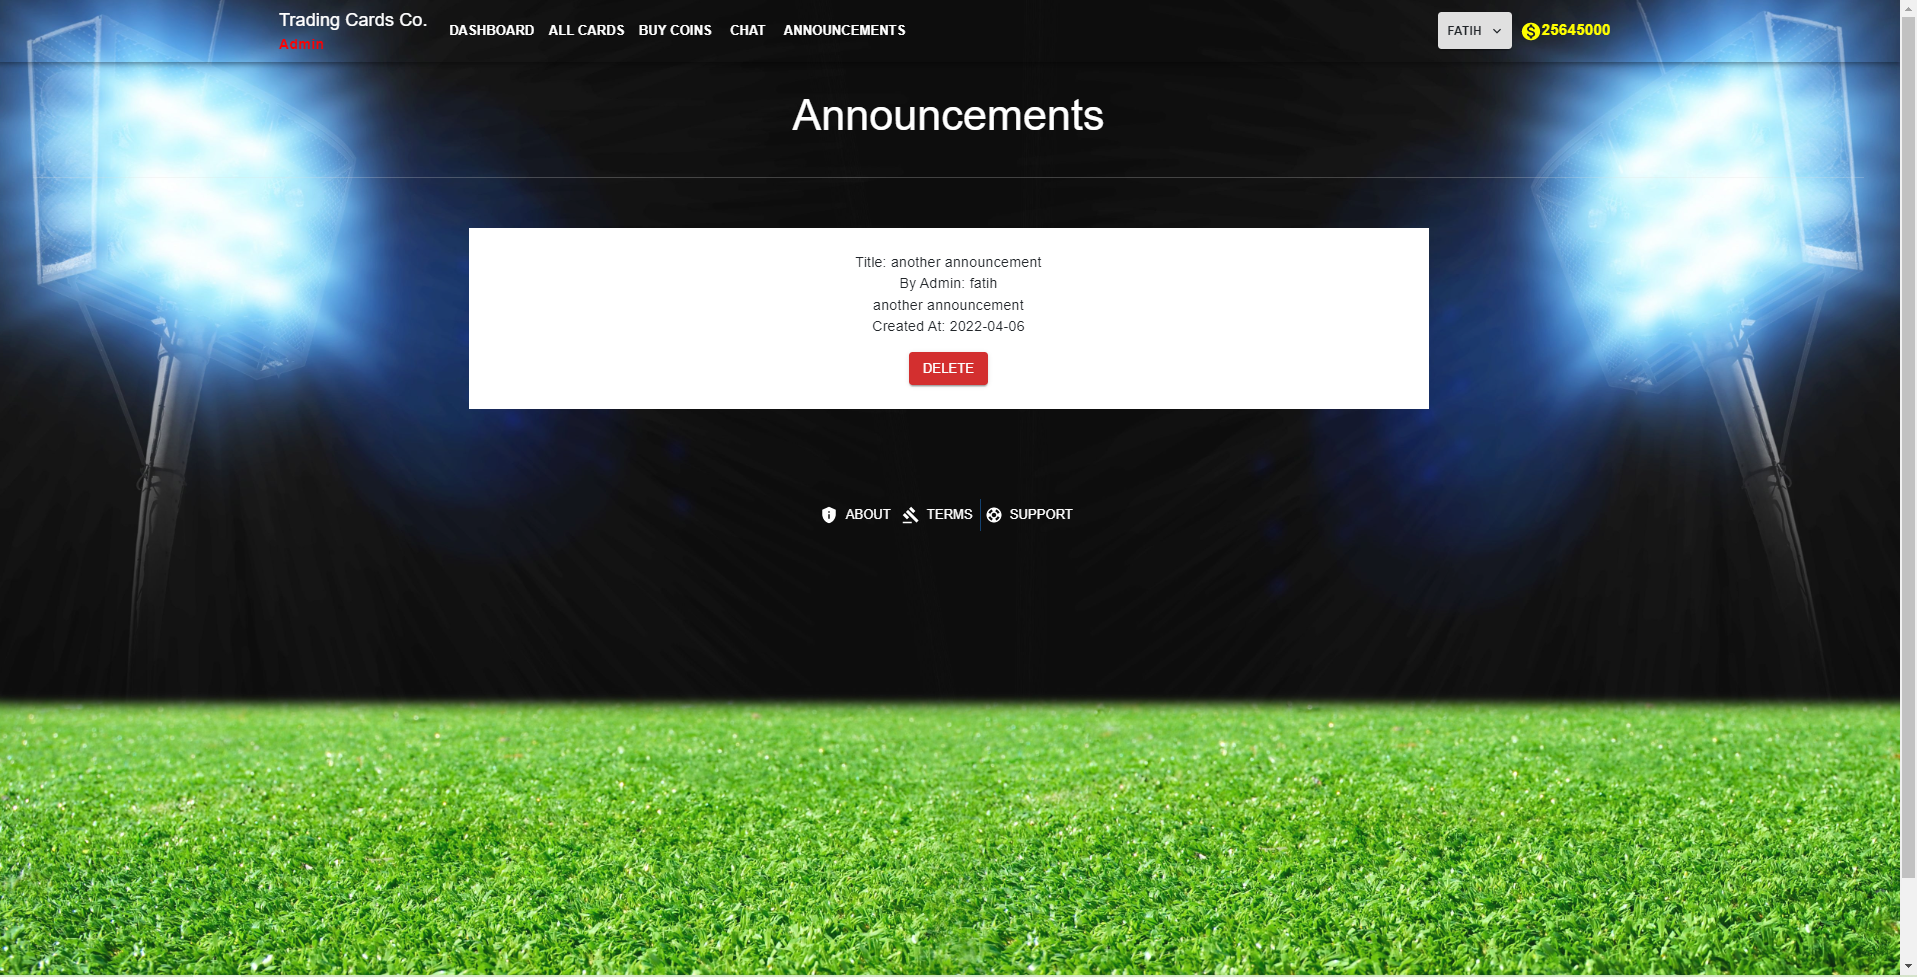 Trading Cards Co.
Admin
DASHBOARD ALL CARDS BUY COINS CHAT ANNOUNCEMENTS
FATIH
25645000
Announcements
Title: another announcement
By Admin: fatih
another announcement
Created At: 2022-04-06
DELETE
ABOUT TERMS SUPPORT